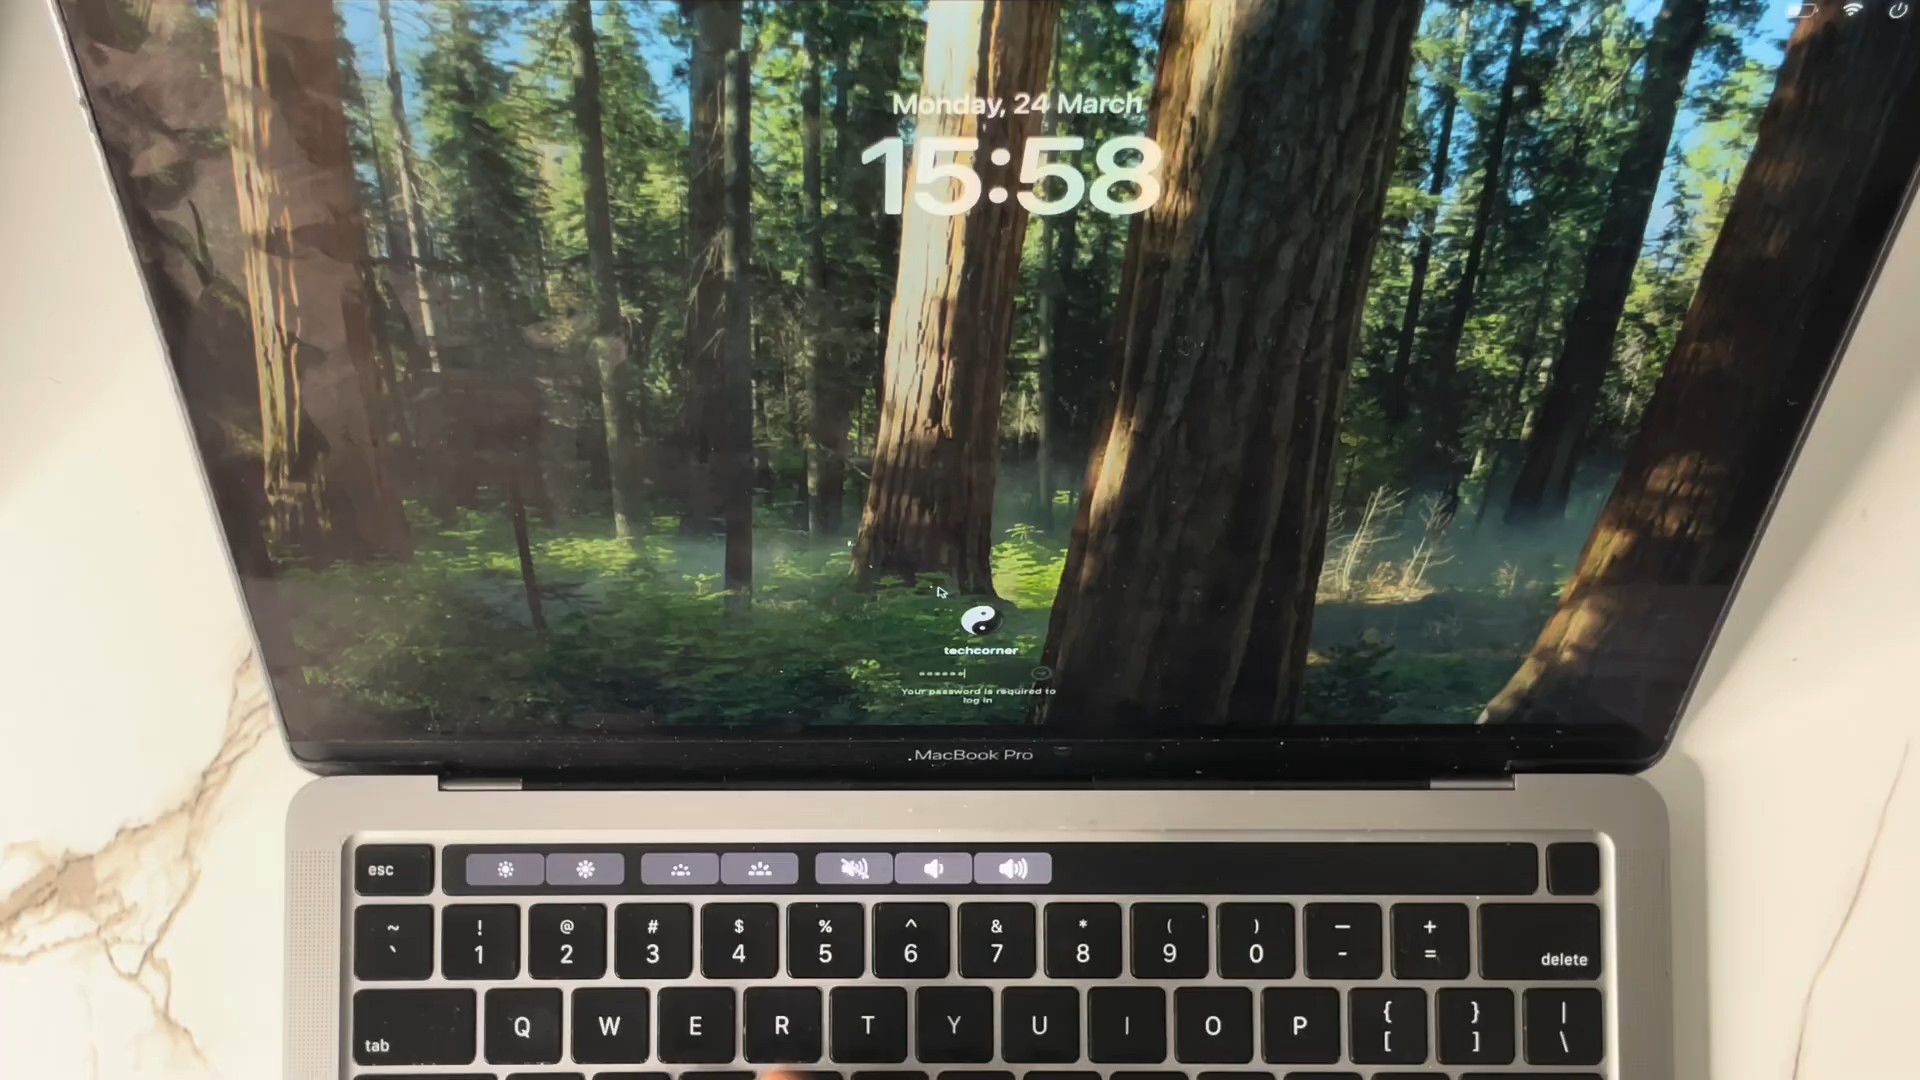 Monday, 24 March
15:58
techcorner
Your password is required to
log in
MacBook Pro
esc
~ ! @ # $ % ^ & * ( ) — +
` 1 2 3 4 5 6 7 8 9 0 - = delete
tab Q W E R T Y U I O P { [ } ] | \